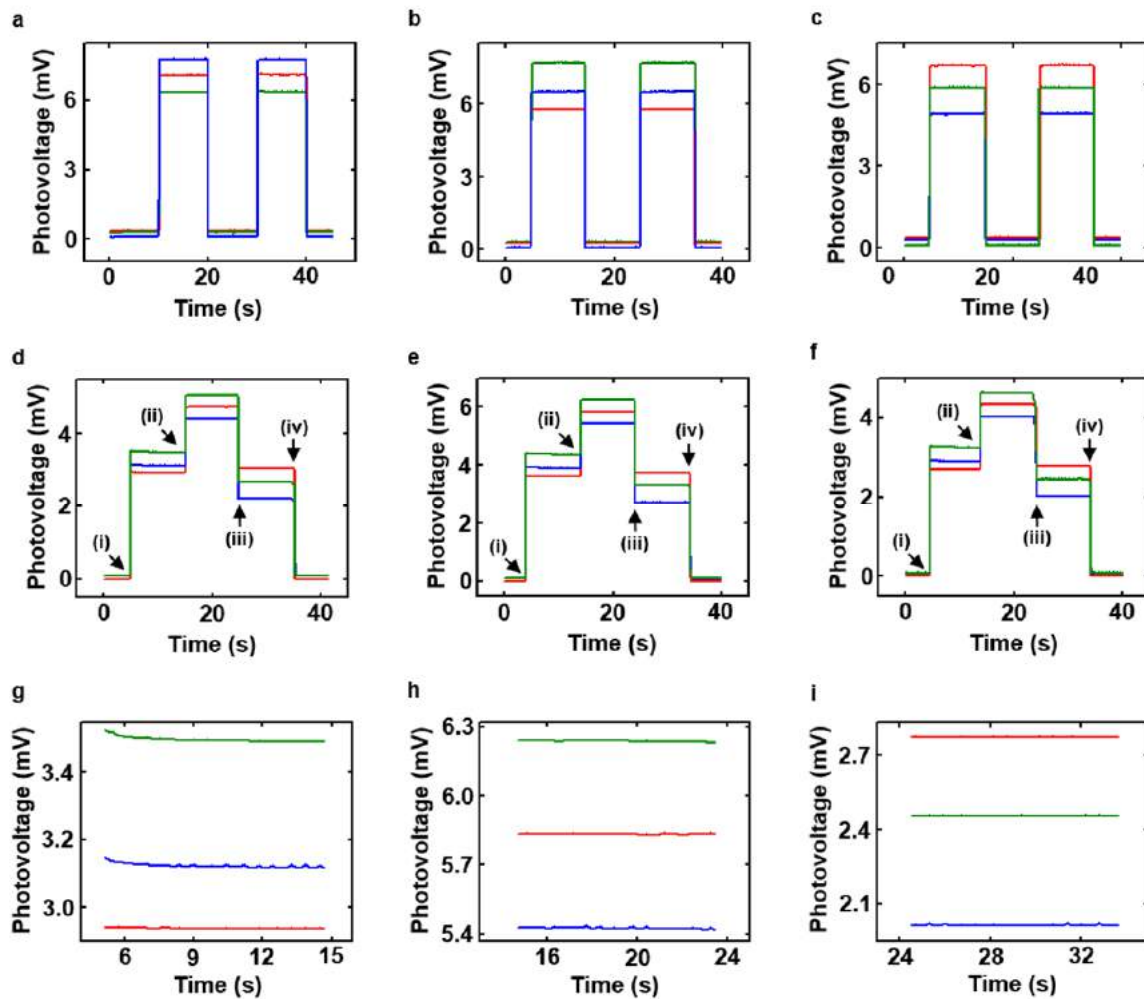 a
Photovoltage (mV)
6
3
0
0 20 40
Time (s)
b
Photovoltage (mV)
6
3
0
0 20 40
Time (s)
c
Photovoltage (mV)
6
3
0
0 20 40
Time (s)
d
Photovoltage (mV)
4
2
0
(i)
(ii)
(iii)
(iv)
0 20 40
Time (s)
e
Photovoltage (mV)
6
4
2
0
(i)
(ii)
(iii)
(iv)
0 20 40
Time (s)
f
Photovoltage (mV)
4
2
0
(i)
(ii)
(iii)
(iv)
0 20 40
Time (s)
g
Photovoltage (mV)
3.4
3.2
3.0
6 9 12 15
Time (s)
h
Photovoltage (mV)
6.3
6.0
5.7
5.4
16 20 24
Time (s)
i
Photovoltage (mV)
2.7
2.4
2.1
24 28 32
Time (s)